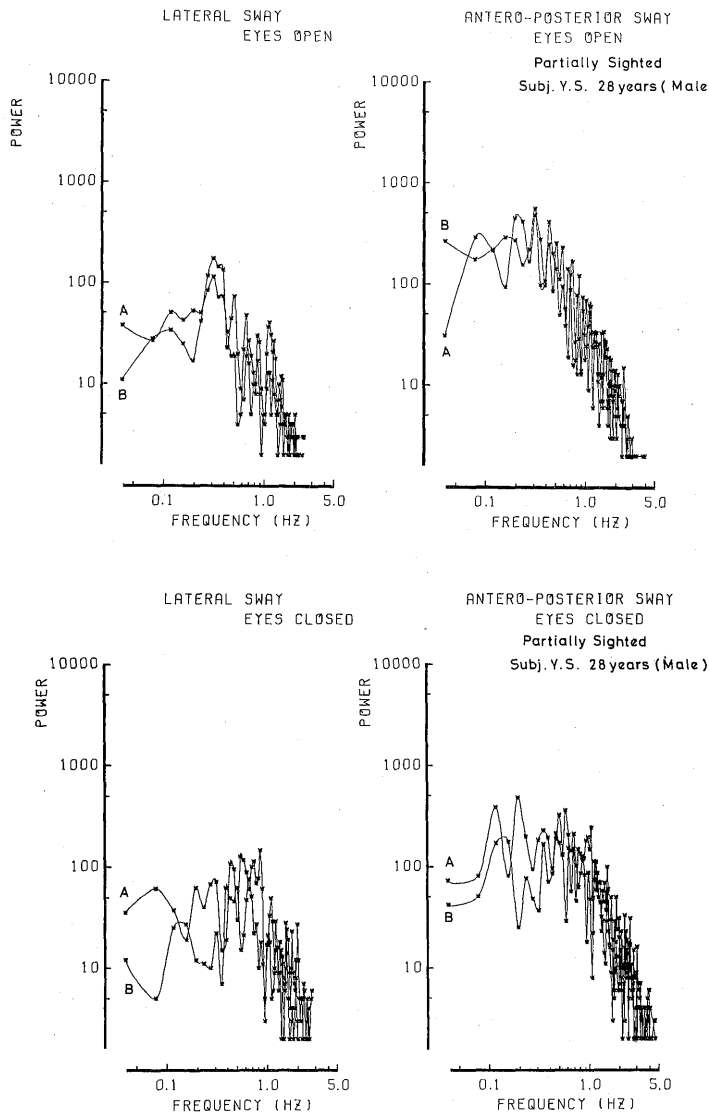 LATERAL SWAY
EYES OPEN
POWER
10000
1000
100
10
A
B
0.1 1.0 5.0
FREQUENCY (HZ)
ANTERO-POSTERIOR SWAY
EYES OPEN
Partially Sighted
Subj. Y.S. 28 years ( Male
POWER
10000
1000
100
10
B
A
0.1 1.0 5.0
FREQUENCY (HZ)
LATERAL SWAY
EYES CLOSED
POWER
10000
1000
100
10
A
B
0.1 1.0 5.0
FREQUENCY (HZ)
ANTERO-POSTERIOR SWAY
EYES CLOSED
Partially Sighted
Subj. Y.S. 28 years ( Male )
POWER
10000
1000
100
10
A
B
0.1 1.0 5.0
FREQUENCY (HZ)